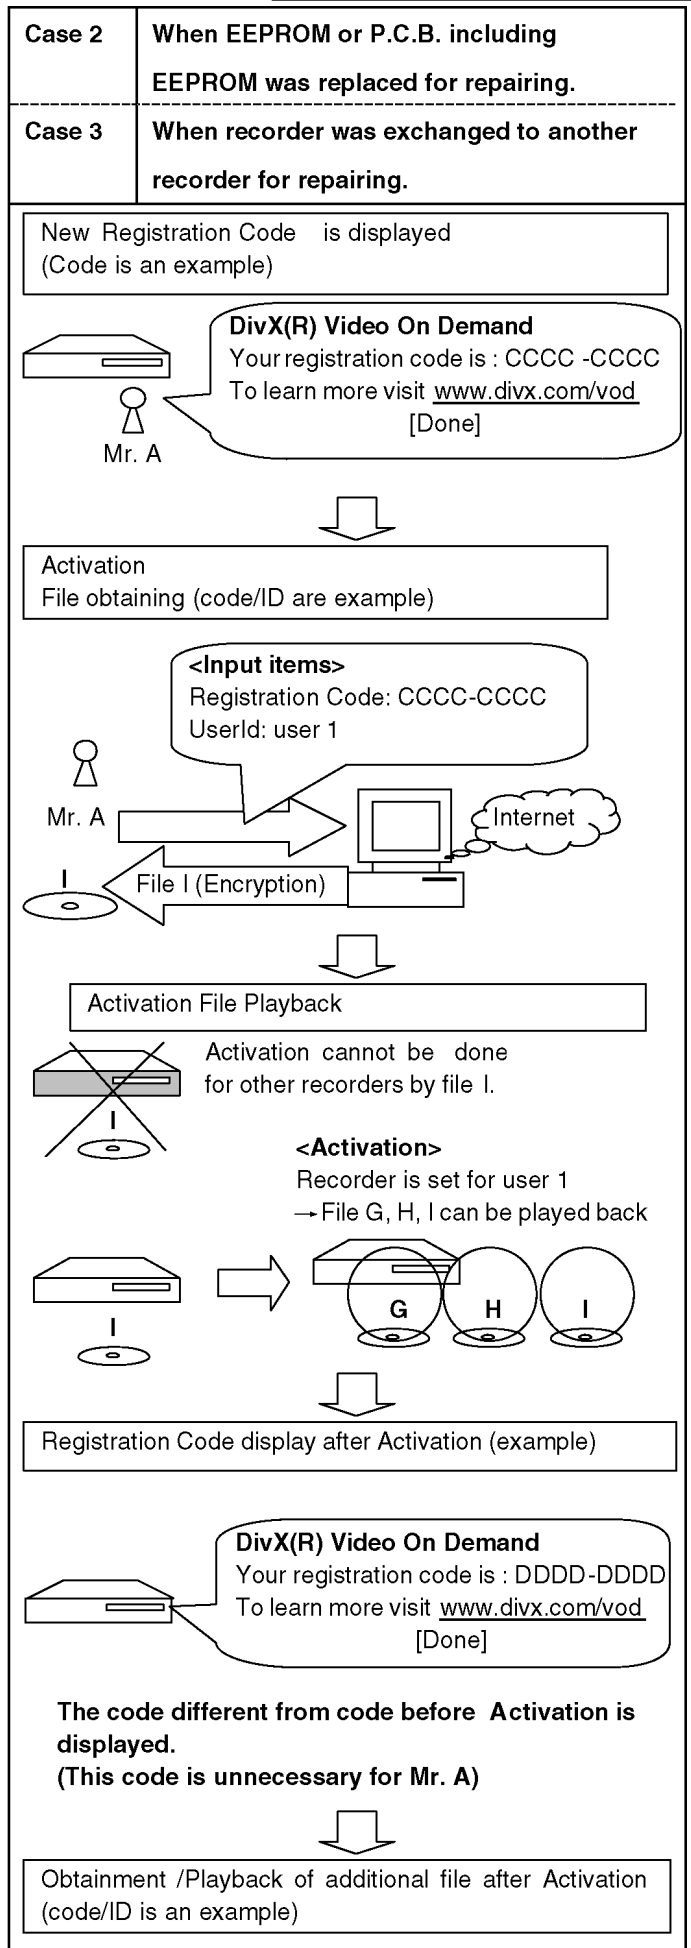 Case 2 When EEPROM or P.C.B. including
EEPROM was replaced for repairing.
Case 3 When recorder was exchanged to another
recorder for repairing.
New Registration Code is displayed
(Code is an example)
DivX(R) Video On Demand
Your registration code is : CCCC -CCCC
To learn more visit www.divx.com/vod
[Done]
Mr. A
Activation
File obtaining (code/ID are example)
<Input items>
Registration Code: CCCC-CCCC
UserId: user 1
Mr. A
Internet
I
File I (Encryption)
Activation File Playback
Activation cannot be done
for other recorders by file I.
I
<Activation>
Recorder is set for user 1
→ File G, H, I can be played back
G H I
I
Registration Code display after Activation (example)
DivX(R) Video On Demand
Your registration code is : DDDD-DDDD
To learn more visit www.divx.com/vod
[Done]
The code different from code before Activation is
displayed.
(This code is unnecessary for Mr. A)
Obtainment /Playback of additional file after Activation
(code/ID is an example)